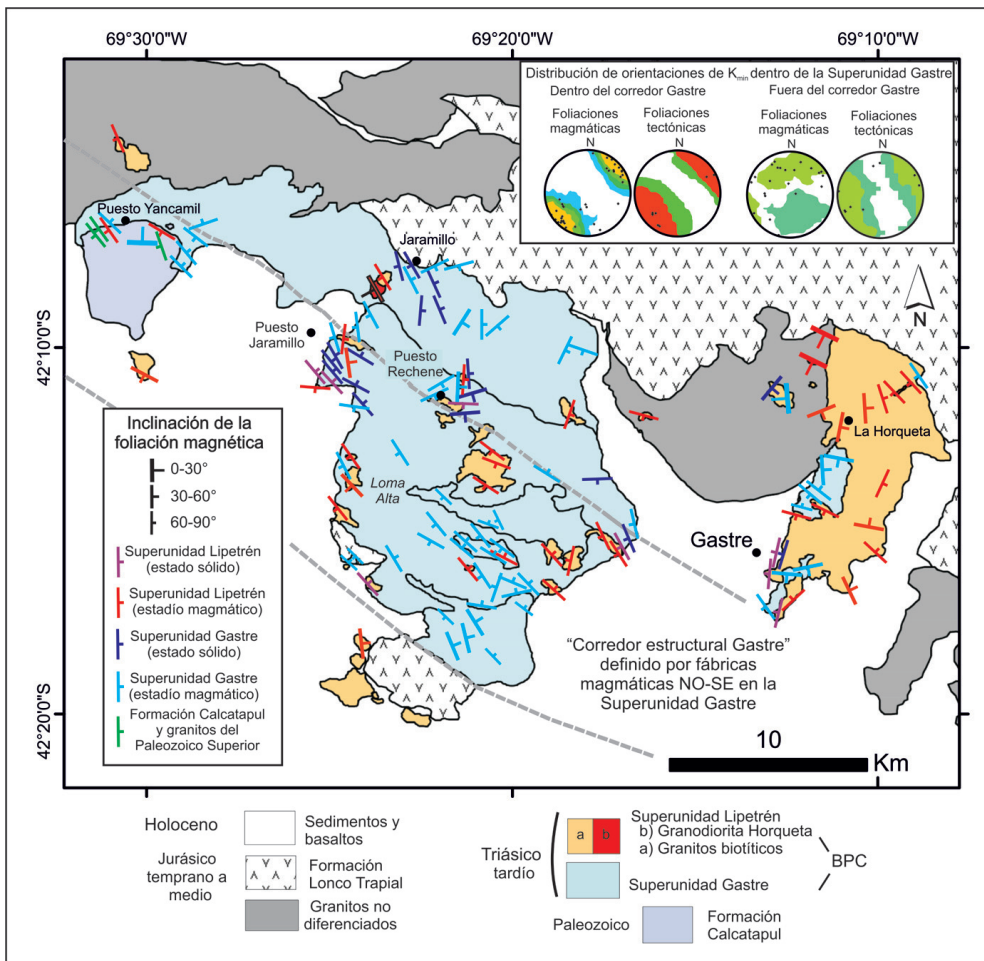 69°30'0"W
69°20'0"W
69°10'0"W
Distribución de orientaciones de Kmin dentro de la Superunidad Gastre
Dentro del corredor Gastre
Fuera del corredor Gastre
Foliaciones
magmáticas
Foliaciones
tectónicas
Foliaciones
magmáticas
Foliaciones
tectónicas
N
N
N
N
Puesto Yancamil
Jaramillo
N
42°10'0"S
Puesto
Jaramillo
Puesto
Rechene
La Horqueta
Inclinación de la
foliación magnética
0-30°
30-60°
60-90°
Superunidad Lipetrén
(estado sólido)
Superunidad Lipetrén
(estadío magmático)
Superunidad Gastre
(estado sólido)
Superunidad Gastre
(estadío magmático)
Formación Calcatapul
y granitos del
Paleozoico Superior
Loma
Alta
Gastre
“Corredor estructural Gastre”
definido por fábricas
magmáticas NO-SE en la
Superunidad Gastre
42°20'0"S
10
Km
Holoceno
Sedimentos y
basaltos
Jurásico
temprano a
medio
Formación
Lonco Trapial
Granitos no
diferenciados
Triásico
tardío
a
b
Superunidad Lipetrén
b) Granodiorita Horqueta
a) Granitos biotíticos
Superunidad Gastre
BPC
Paleozoico
Formación
Calcatapul